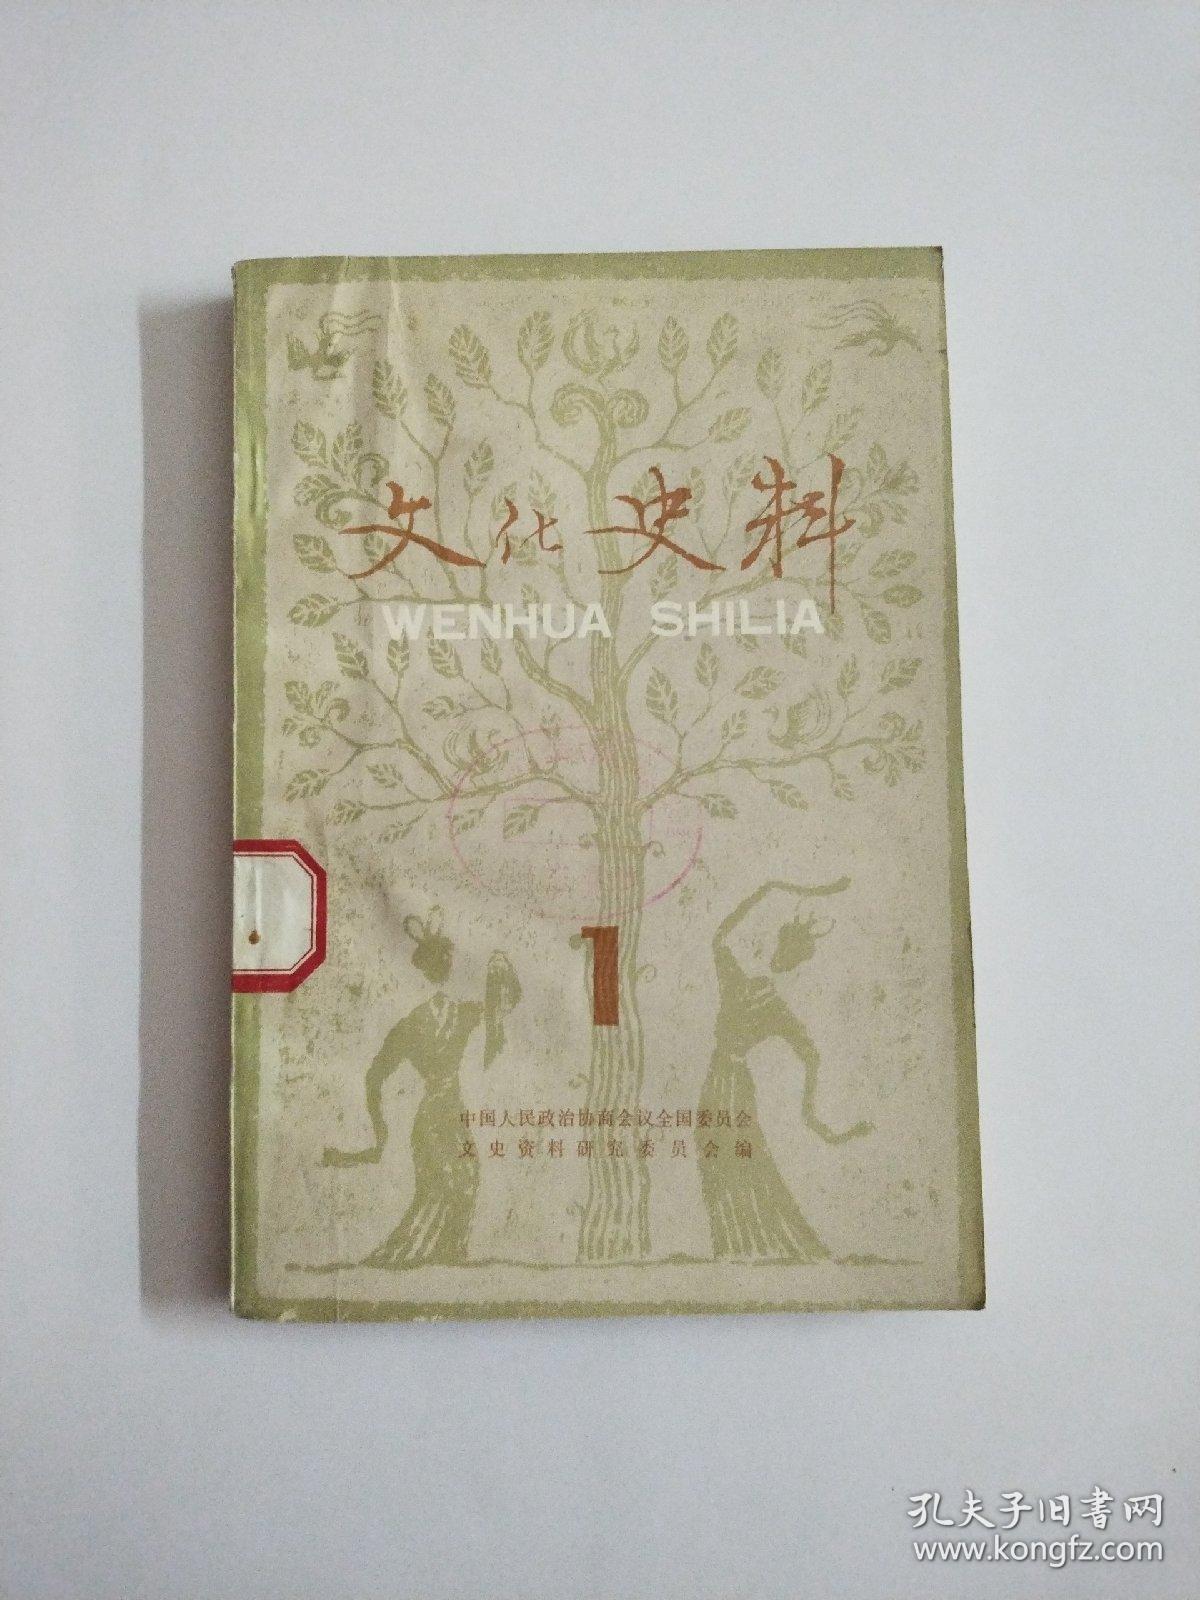 文化史料
WENHUA SHILIA
1
中国人民政治协商会议全国委员会
文史资料研究委员会编
孔夫子旧书网
www.kongfz.com